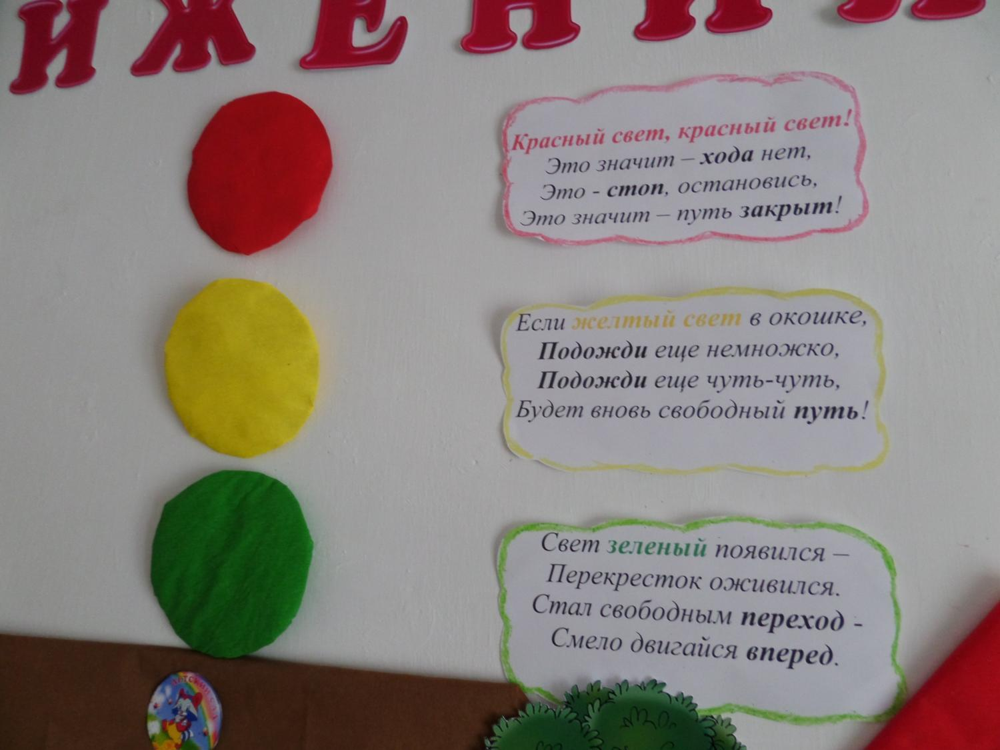 ИЖЕНИЯ
Красный свет, красный свет!
Это значит – хода нет,
Это - стоп, остановись,
Это значит – путь закрыт!
Если желтый свет в окошке,
Подожди еще немножко,
Подожди еще чуть-чуть,
Будет вновь свободный путь!
Свет зеленый появился –
Перекресток оживился.
Стал свободным переход -
Смело двигайся вперед.